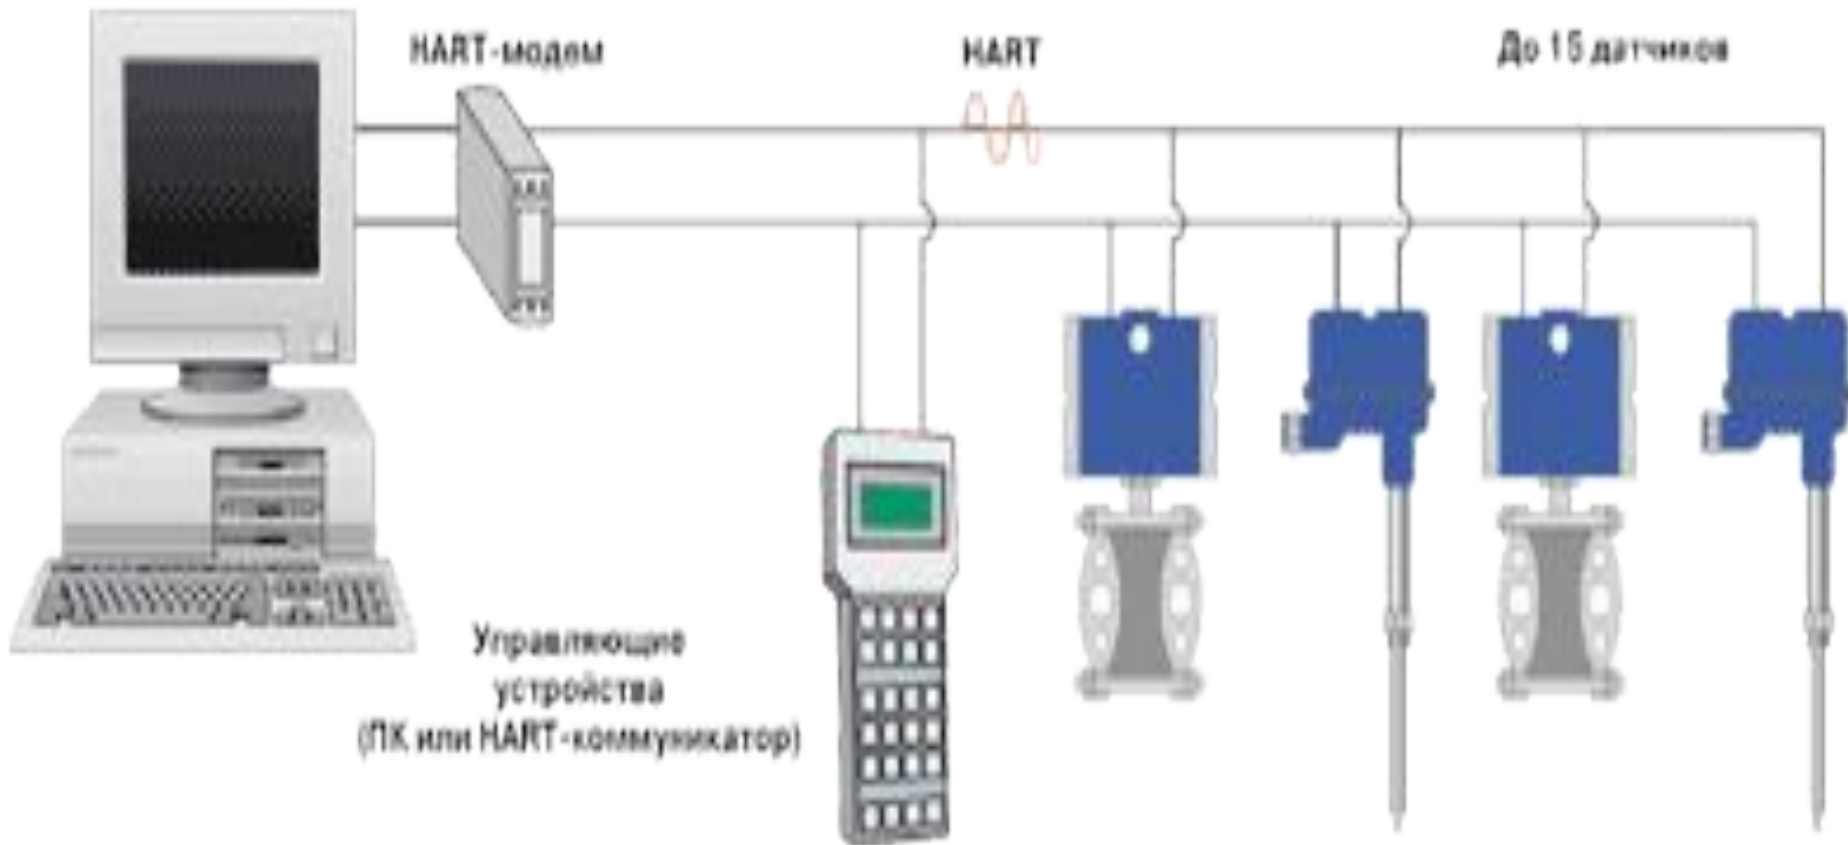 HART-модем
HART
До 15 датчиков
Управляющие
устройства
(ПК или HART-коммуникатор)